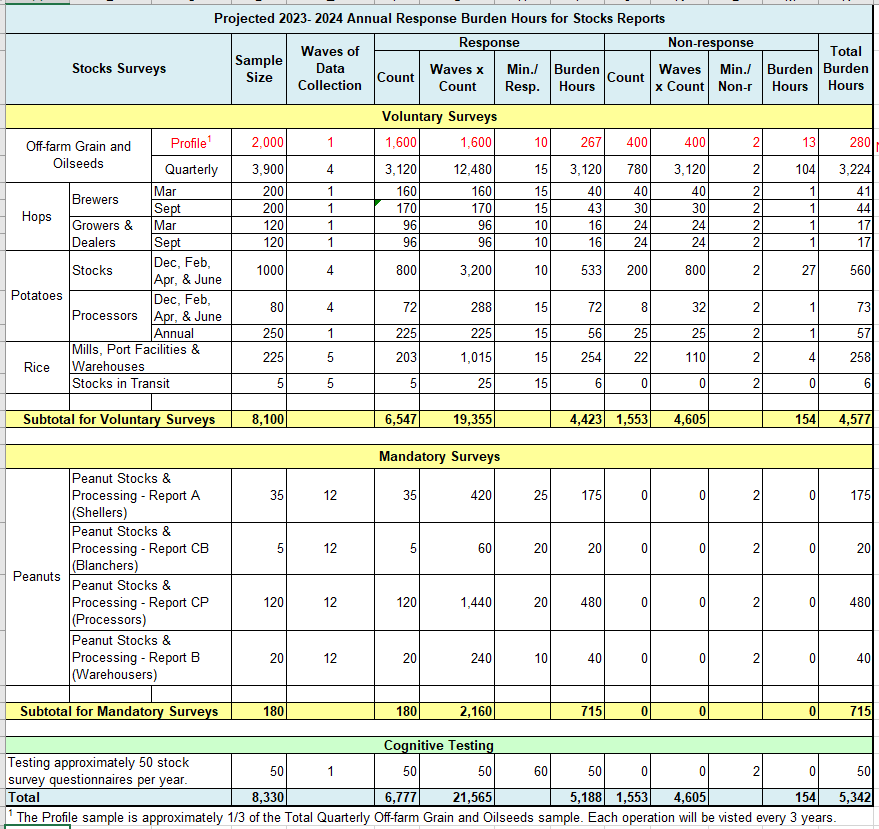 Projected 2023- 2024 Annual Response Burden Hours for Stocks Reports
Stocks Surveys Sample Size Waves of Data Collection Response Non-response Total Burden Hours
Count Waves x Count Min./ Resp. Burden Hours Count Waves x Count Min./ Non-r Burden Hours
Voluntary Surveys
Off-farm Grain and Oilseeds Profile1 2,000 1 1,600 1,600 10 267 400 400 2 13 280
Quarterly 3,900 4 3,120 12,480 15 3,120 780 3,120 2 104 3,224
Hops Brewers Mar 200 1 160 160 15 40 40 40 2 1 41
Sept 200 1 170 170 15 43 30 30 2 1 44
Growers & Dealers Mar 120 1 96 96 10 16 24 24 2 1 17
Sept 120 1 96 96 10 16 24 24 2 1 17
Potatoes Stocks Dec, Feb, Apr, & June 1000 4 800 3,200 10 533 200 800 2 27 560
Processors Dec, Feb, Apr, & June 80 4 72 288 15 72 8 32 2 1 73
Annual 250 1 225 225 15 56 25 25 2 1 57
Rice Mills, Port Facilities & Warehouses 225 5 203 1,015 15 254 22 110 2 4 258
Stocks in Transit 5 5 5 25 15 6 0 0 2 0 6
Subtotal for Voluntary Surveys 8,100 6,547 19,355 4,423 1,553 4,605 154 4,577
Mandatory Surveys
Peanuts Peanut Stocks & Processing - Report A (Shellers) 35 12 35 420 25 175 0 0 2 0 175
Peanut Stocks & Processing - Report CB (Blanchers) 5 12 5 60 20 20 0 0 2 0 20
Peanut Stocks & Processing - Report CP (Processors) 120 12 120 1,440 20 480 0 0 2 0 480
Peanut Stocks & Processing - Report B (Warehousers) 20 12 20 240 10 40 0 0 2 0 40
Subtotal for Mandatory Surveys 180 180 2,160 715 0 0 0 715
Cognitive Testing
Testing approximately 50 stock survey questionnaires per year. 50 1 50 50 60 50 0 0 2 0 50
Total 8,330 6,777 21,565 5,188 1,553 4,605 154 5,342
1 The Profile sample is approximately 1/3 of the Total Quarterly Off-farm Grain and Oilseeds sample. Each operation will be visted every 3 years.